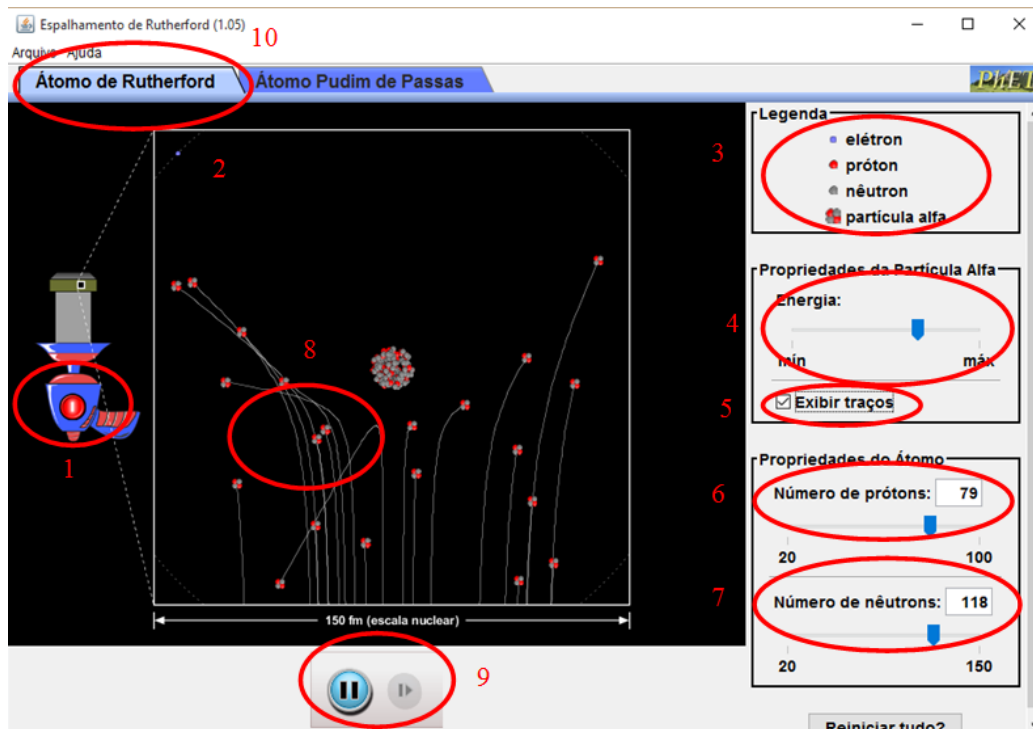 Espalhamento de Rutherford (1.05)
10
Arquivo Ajuda
Átomo de Rutherford
Átomo Pudim de Passas
PhET
Legenda
elétron
próton
nêutron
partícula alfa
3
2
Propriedades da Partícula Alfa
Energia:
4
mín máx
Exibir traços
5
8
1
Propriedades do Átomo
Número de prótons: 79
6
20 100
Número de nêutrons: 118
7
20 150
150 fm (escala nuclear)
9
Reiniciar tudo?